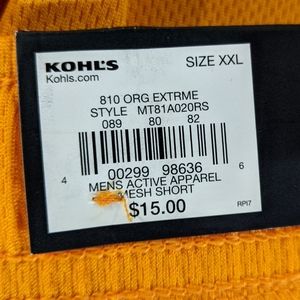 KOHL'S
Kohls.com
SIZE XXL
810 ORG EXTRME
STYLE MT81A020RS
089 80 82
4 00299 98636 6
MENS ACTIVE APPAREL
MESH SHORT
$15.00
RPI7